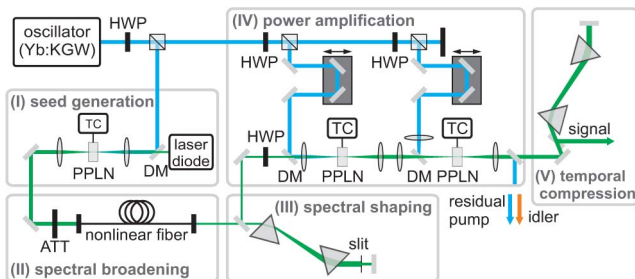 oscillator
(Yb:KGW)
HWP
(IV) power amplification
HWP
HWP
(I) seed generation
TC
laser
diode
PPLN
DM
HWP
TC
TC
DM
PPLN
DM
PPLN
signal
(V) temporal
compression
residual
pump
idler
ATT
nonlinear fiber
(II) spectral broadening
(III) spectral shaping
slit